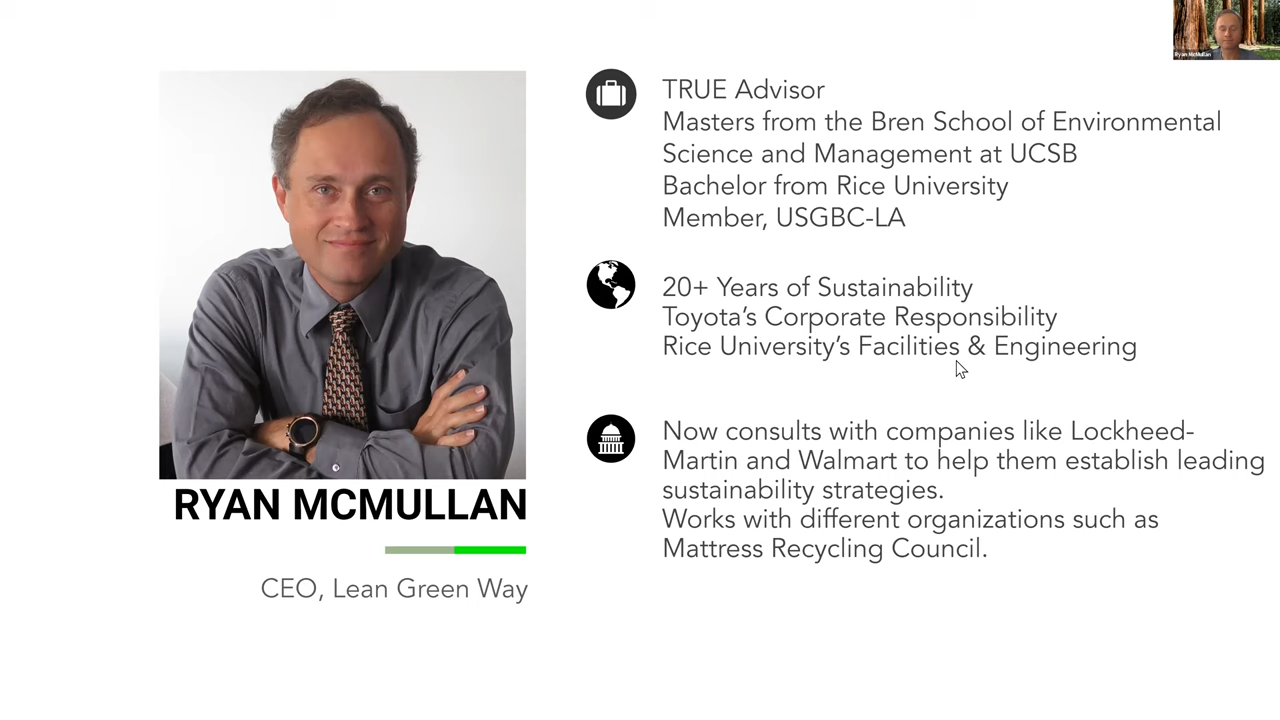 Ryan McMullan
TRUE Advisor
Masters from the Bren School of Environmental
Science and Management at UCSB
Bachelor from Rice University
Member, USGBC-LA
20+ Years of Sustainability
Toyota's Corporate Responsibility
Rice University's Facilities & Engineering
Now consults with companies like Lockheed-
Martin and Walmart to help them establish leading
sustainability strategies.
Works with different organizations such as
Mattress Recycling Council.
RYAN MCMULLAN
CEO, Lean Green Way